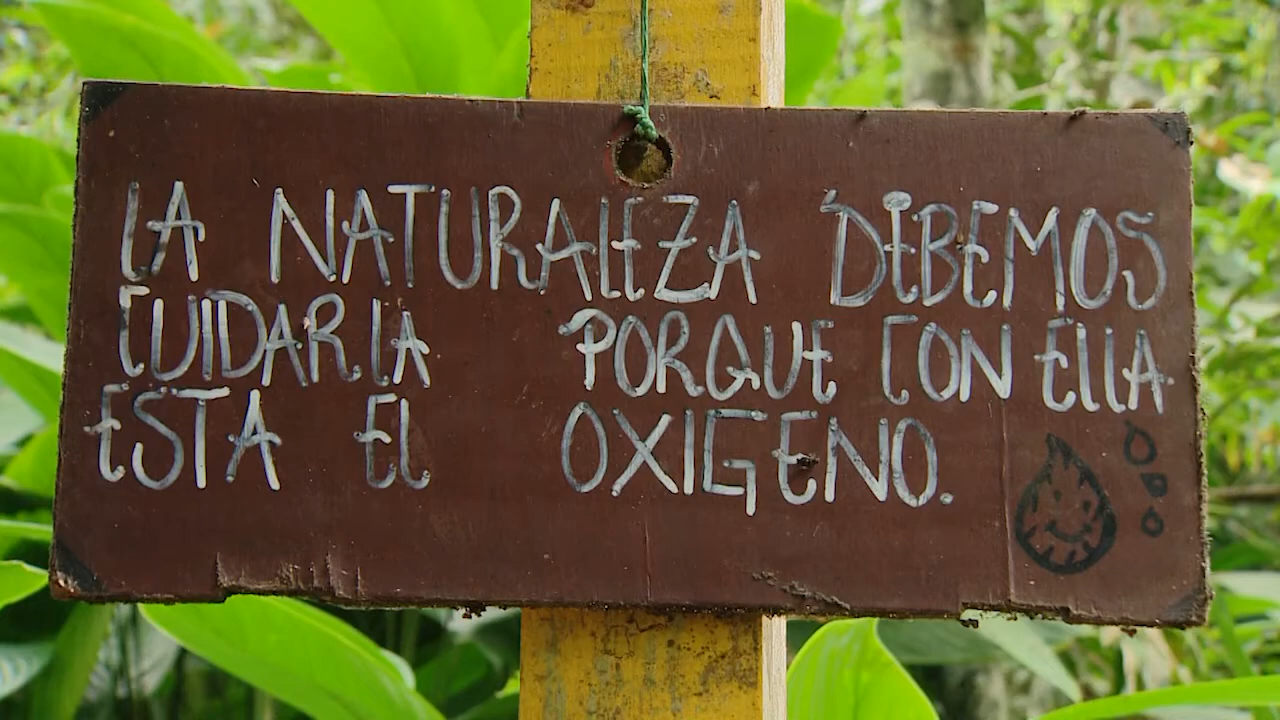 LA NATURALEZA DEBEMOS
CUIDARLA PORQUE CON ELLA
ESTA EL OXIGENO.